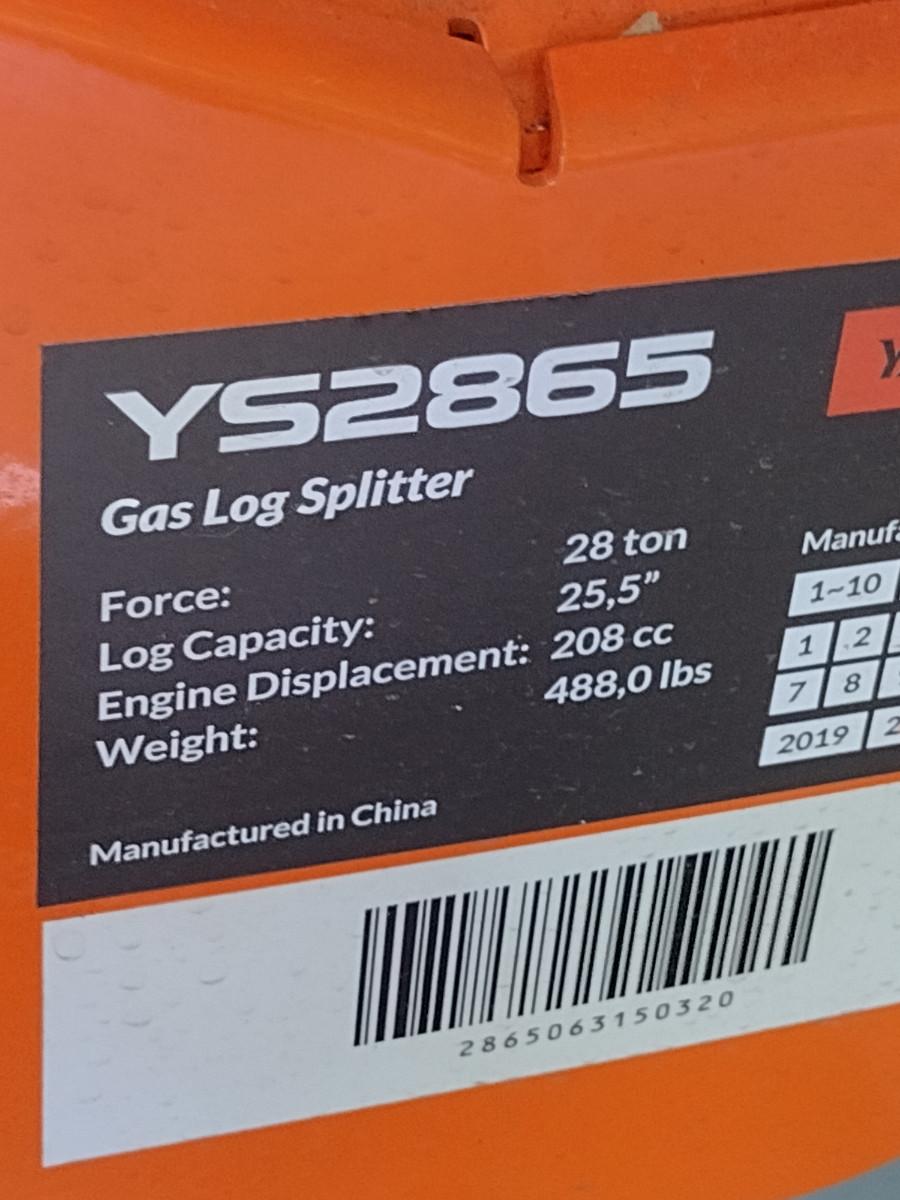 YS2865
Gas Log Splitter
Force: 28 ton
Log Capacity: 25,5”
Engine Displacement: 208 cc
Weight: 488,0 lbs
Manufactured in China
1~10
1 2
7 8
2019
2865063150320